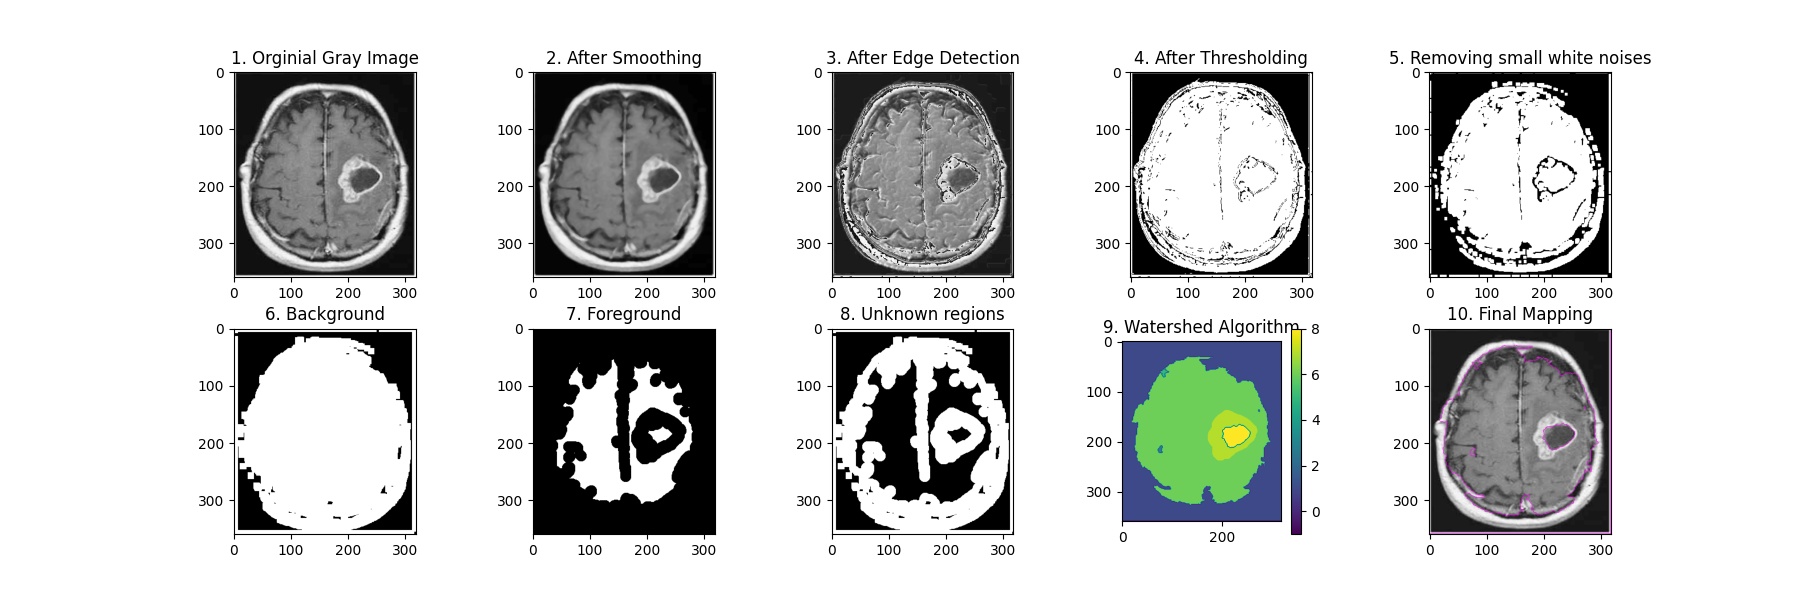 1. Orginial Gray Image
2. After Smoothing
3. After Edge Detection
4. After Thresholding
5. Removing small white noises
0
100
200
300
0 100 200 300
0
100
200
300
0 100 200 300
0
100
200
300
0 100 200 300
0
100
200
300
0 100 200 300
0
100
200
300
0 100 200 300
6. Background
7. Foreground
8. Unknown regions
9. Watershed Algorithm
10. Final Mapping
0
100
200
300
0 100 200 300
0
100
200
300
0 100 200 300
0
100
200
300
0 100 200 300
0
100
200
300
0 200
8
6
4
2
0
0
100
200
300
0 100 200 300